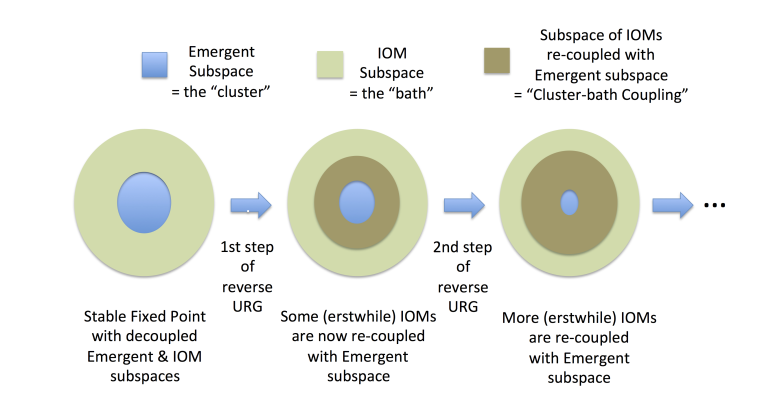 Emergent
Subspace
= the “cluster”
IOM
Subspace
= the “bath”
Subspace of IOMs
re-coupled with
Emergent subspace
= “Cluster-bath Coupling”
1st step
of
reverse
URG
2nd step
of
reverse
URG
...
Stable Fixed Point
with decoupled
Emergent & IOM
subspaces
Some (erstwhile) IOMs
are now re-coupled
with Emergent
subspace
More (erstwhile) IOMs
are re-coupled
with Emergent
subspace